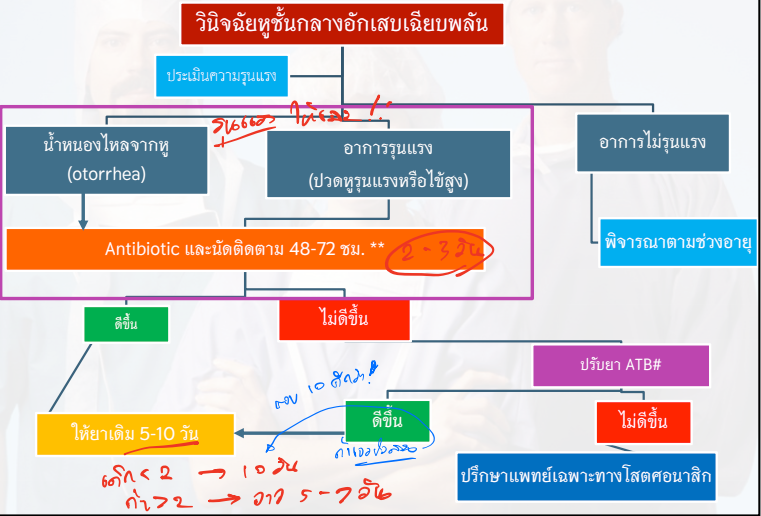 วินิจฉัยหูชั้นกลางอักเสบเฉียบพลัน
ประเมินความรุนแรง
รุนแรง ให้เลย !!
น้ำหนองไหลจากหู
(otorrhea)
อาการรุนแรง
(ปวดหูรุนแรงหรือไข้สูง)
อาการไม่รุนแรง
Antibiotic และนัดติดตาม 48-72 ชม. **
2 - 3 วัน
พิจารณาตามช่วงอายุ
ดีขึ้น
ไม่ดีขึ้น
ปรับยา ATB#
ครบ 10 ดีกว่า!
ให้ยาเดิม 5-10 วัน
ดีขึ้น
ไม่ดีขึ้น
เด็ก < 2 → 10 วัน
ถ้า > 2 → อาจ 5 - 7 วัน
ปรึกษาแพทย์เฉพาะทางโสตศอนาสิก